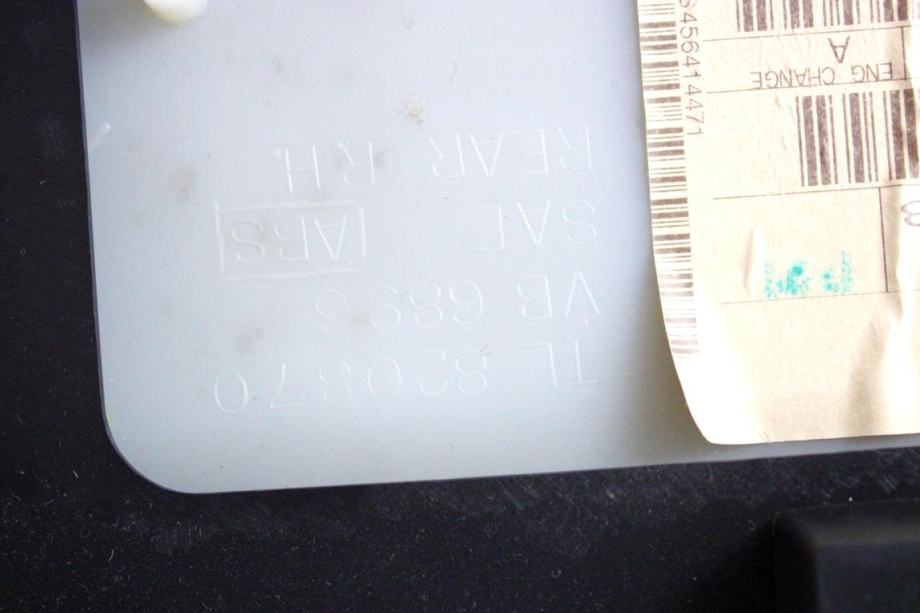 TL 820870
VB 6893
SAE ABS
REAR R.H.
ENG CHANGE
A